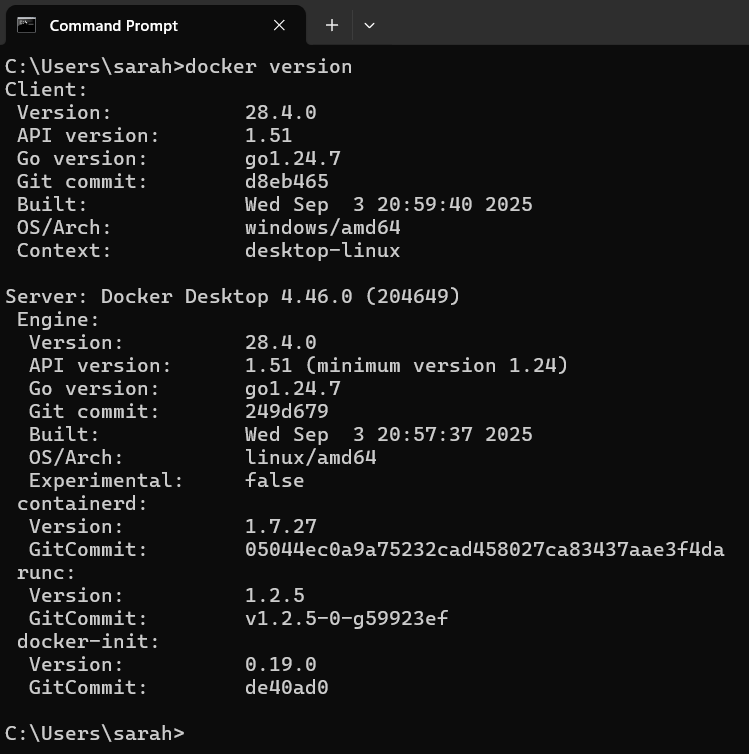 Command Prompt
C:\Users\sarah>docker version
Client:
 Version:           28.4.0
 API version:       1.51
 Go version:        go1.24.7
 Git commit:        d8eb465
 Built:             Wed Sep  3 20:59:40 2025
 OS/Arch:           windows/amd64
 Context:           desktop-linux

Server: Docker Desktop 4.46.0 (204649)
 Engine:
  Version:          28.4.0
  API version:      1.51 (minimum version 1.24)
  Go version:       go1.24.7
  Git commit:       249d679
  Built:            Wed Sep  3 20:57:37 2025
  OS/Arch:          linux/amd64
  Experimental:     false
 containerd:
  Version:          1.7.27
  GitCommit:        05044ec0a9a75232cad458027ca83437aae3f4da
 runc:
  Version:          1.2.5
  GitCommit:        v1.2.5-0-g59923ef
 docker-init:
  Version:          0.19.0
  GitCommit:        de40ad0

C:\Users\sarah>